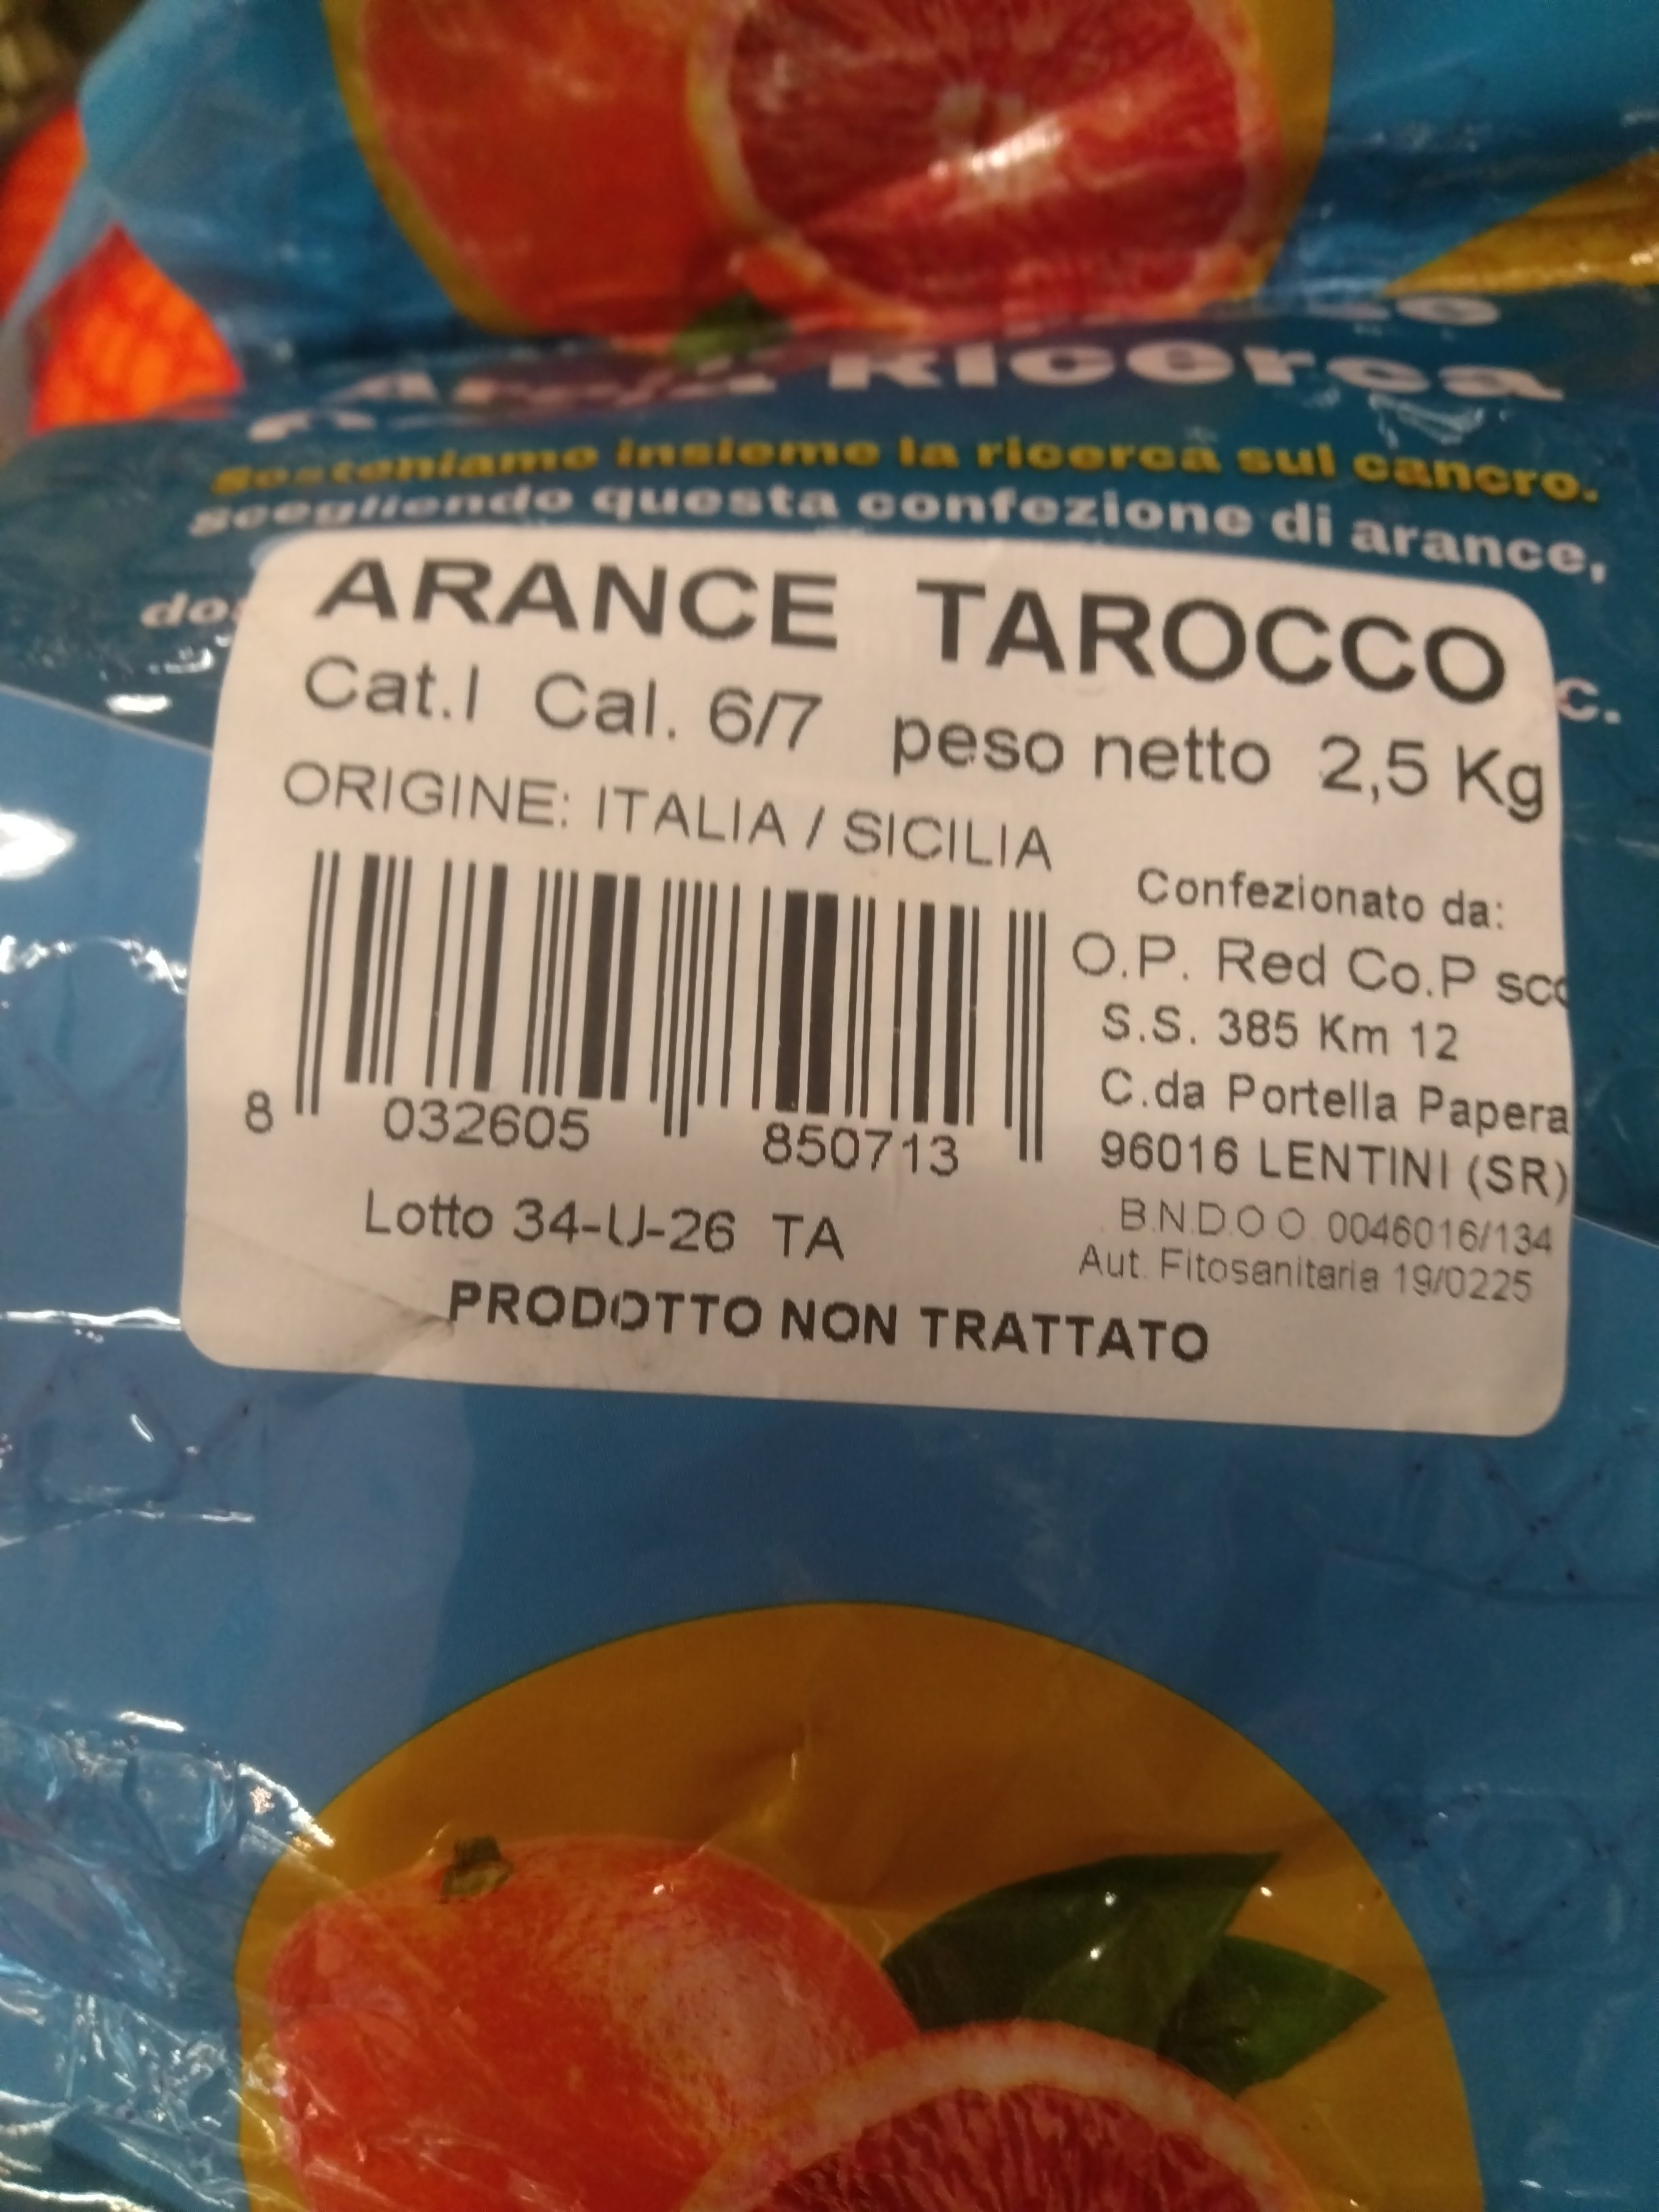 Ricerca
Sosteniamo insieme la ricerca sul cancro.
Scegliendo questa confezione di arance,
ARANCE TAROCCO
Cat.I Cal. 6/7 peso netto 2,5 Kg
ORIGINE: ITALIA / SICILIA
Confezionato da:
O.P. Red Co.P
S.S. 385 Km 12
C.da Portella Papera
96016 LENTINI (SR)
B.N.D.O.O. 0046016/134
Aut. Fitosanitaria 19/0225
8 032605 850713
Lotto 34-U-26 TA
PRODOTTO NON TRATTATO